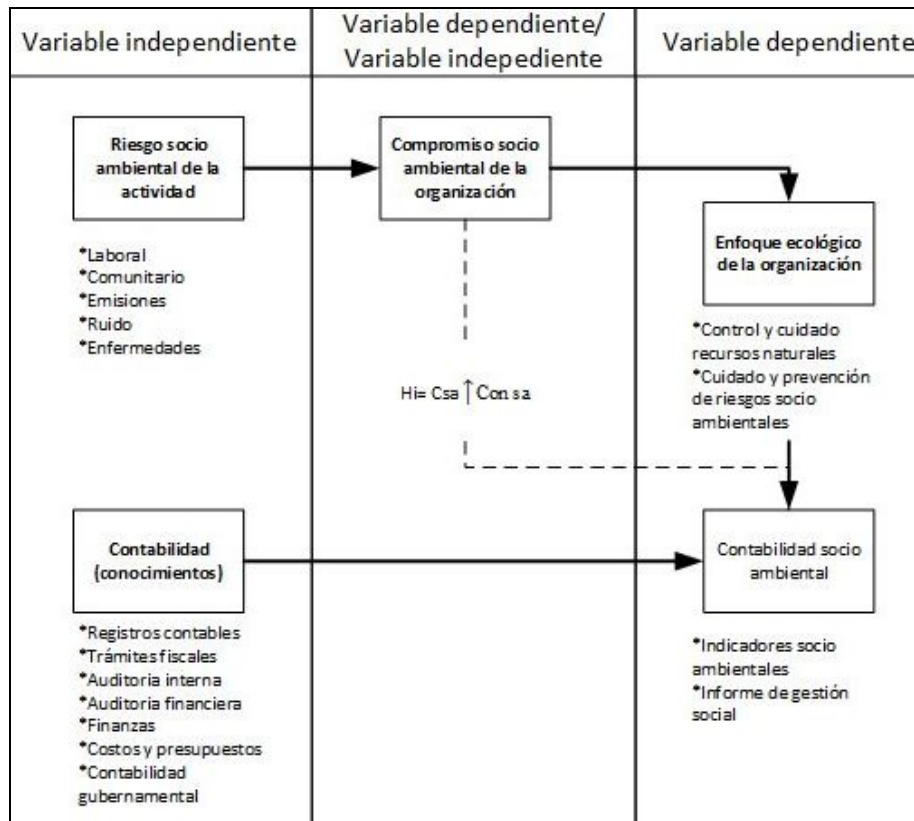 Variable independiente
Variable dependiente/
Variable indepediente
Variable dependiente
Riesgo socio
ambiental de la
actividad
*Laboral
*Comunitario
*Emisiones
*Ruido
*Enfermedades
Compromiso socio
ambiental de la
organización
Enfoque ecológico
de la organización
*Control y cuidado
recursos naturales
*Cuidado y prevención
de riesgos socio
ambientales
Hi= Csa ↑ Con sa
Contabilidad
(conocimientos)
*Registros contables
*Trámites fiscales
*Auditoria interna
*Auditoria financiera
*Finanzas
*Costos y presupuestos
*Contabilidad
gubernamental
Contabilidad socio
ambiental
*Indicadores socio
ambientales
*Informe de gestión
social